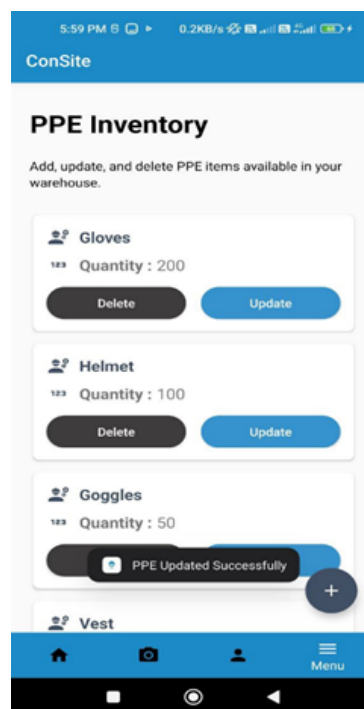 5:59 PM
0.2KB/s
ConSite
PPE Inventory
Add, update, and delete PPE items available in your
warehouse.
Gloves
123 Quantity : 200
Delete Update
Helmet
123 Quantity : 100
Delete Update
Goggles
123 Quantity : 50
PPE Updated Successfully
+
Vest
Menu